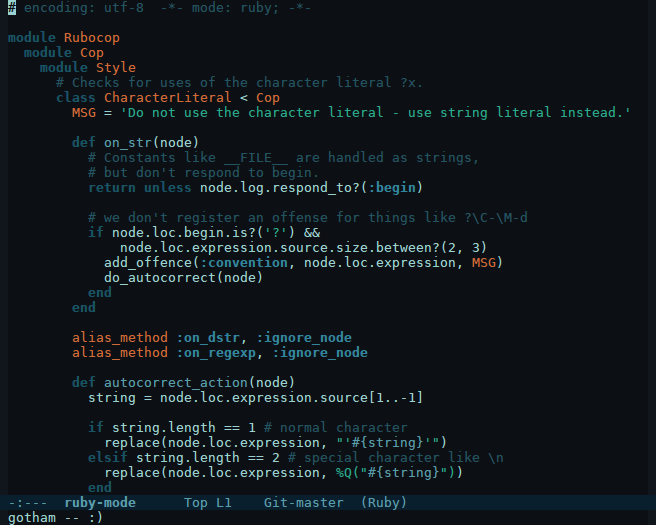 # encoding: utf-8  -*- mode: ruby; -*-

module Rubocop
  module Cop
    module Style
      # Checks for uses of the character literal ?x.
      class CharacterLiteral < Cop
        MSG = 'Do not use the character literal - use string literal instead.'

        def on_str(node)
          # Constants like __FILE__ are handled as strings,
          # but don't respond to begin.
          return unless node.log.respond_to?(:begin)

          # we don't register an offense for things like ?\C-\M-d
          if node.loc.begin.is?('?') &&
              node.loc.expression.source.size.between?(2, 3)
            add_offence(:convention, node.loc.expression, MSG)
            do_autocorrect(node)
          end
        end

        alias_method :on_dstr, :ignore_node
        alias_method :on_regexp, :ignore_node

        def autocorrect_action(node)
          string = node.loc.expression.source[1..-1]

          if string.length == 1 # normal character
            replace(node.loc.expression, "'#{string}'")
          elsif string.length == 2 # special character like \n
            replace(node.loc.expression, %Q("#{string}"))
          end
-:---  ruby-mode      Top L1    Git-master  (Ruby)
gotham -- :)